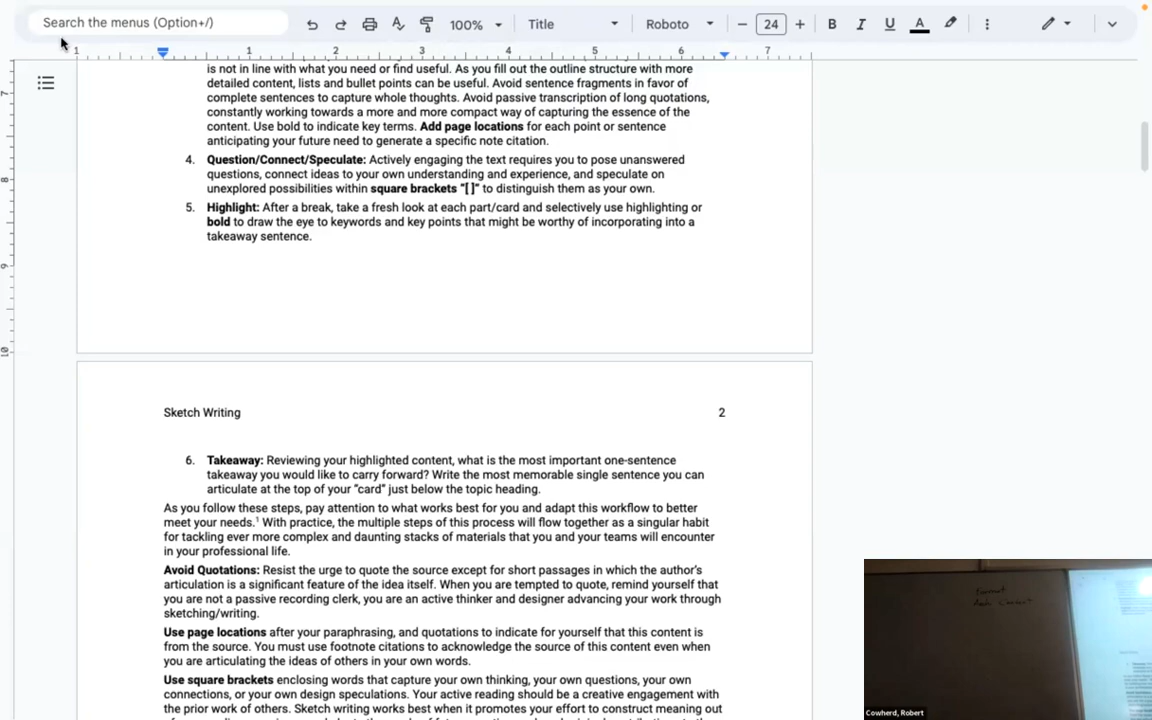 Search the menus (Option+/)
100%
Title
Roboto
24
B I U A
1 1 2 3 4 5 6 7
7
8
9
10
is not in line with what you need or find useful. As you fill out the outline structure with more
detailed content, lists and bullet points can be useful. Avoid sentence fragments in favor of
complete sentences to capture whole thoughts. Avoid passive transcription of long quotations,
constantly working towards a more and more compact way of capturing the essence of the
content. Use bold to indicate key terms. Add page locations for each point or sentence
anticipating your future need to generate a specific note citation.
4. Question/Connect/Speculate: Actively engaging the text requires you to pose unanswered
questions, connect ideas to your own understanding and experience, and speculate on
unexplored possibilities within square brackets "[ ]" to distinguish them as your own.
5. Highlight: After a break, take a fresh look at each part/card and selectively use highlighting or
bold to draw the eye to keywords and key points that might be worthy of incorporating into a
takeaway sentence.
Sketch Writing 2
6. Takeaway: Reviewing your highlighted content, what is the most important one-sentence
takeaway you would like to carry forward? Write the most memorable single sentence you can
articulate at the top of your "card" just below the topic heading.
As you follow these steps, pay attention to what works best for you and adapt this workflow to better
meet your needs.¹ With practice, the multiple steps of this process will flow together as a singular habit
for tackling ever more complex and daunting stacks of materials that you and your teams will encounter
in your professional life.
Avoid Quotations: Resist the urge to quote the source except for short passages in which the author's
articulation is a significant feature of the idea itself. When you are tempted to quote, remind yourself that
you are not a passive recording clerk, you are an active thinker and designer advancing your work through
sketching/writing.
Use page locations after your paraphrasing, and quotations to indicate for yourself that this content is
from the source. You must use footnote citations to acknowledge the source of this content even when
you are articulating the ideas of others in your own words.
Use square brackets enclosing words that capture your own thinking, your own questions, your own
connections, or your own design speculations. Your active reading should be a creative engagement with
the prior work of others. Sketch writing works best when it promotes your effort to construct meaning out
Format
Content
Cowherd, Robert